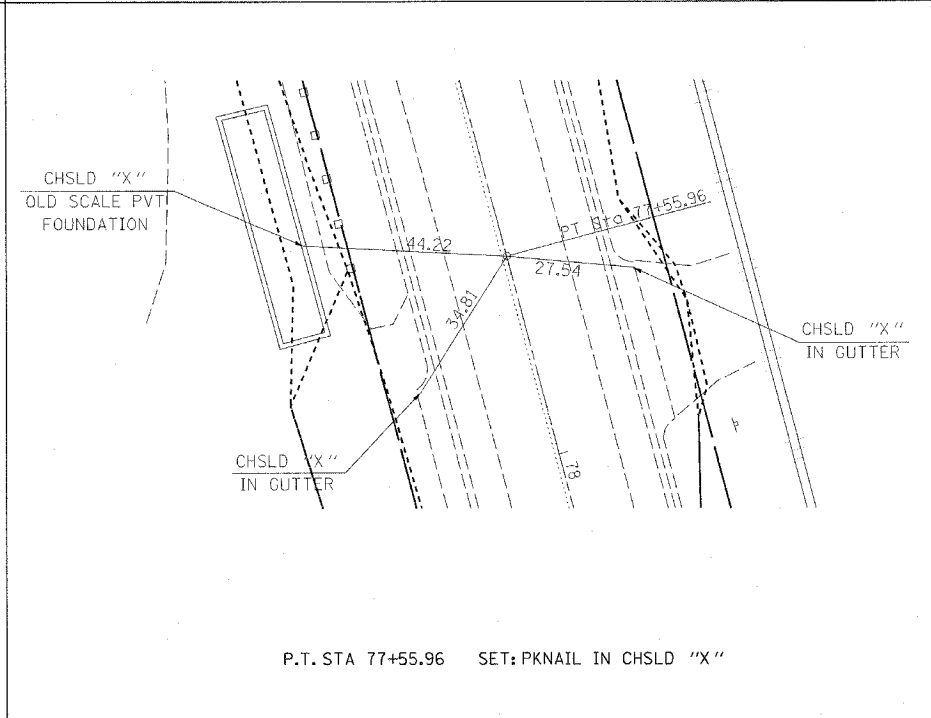 CHSLD "X"
OLD SCALE PVT
FOUNDATION
44.22
PT Sta 77+55.96
27.54
34.81
CHSLD "X"
IN GUTTER
CHSLD "X"
IN GUTTER
78
P.T. STA 77+55.96 SET: PKNAIL IN CHSLD "X"